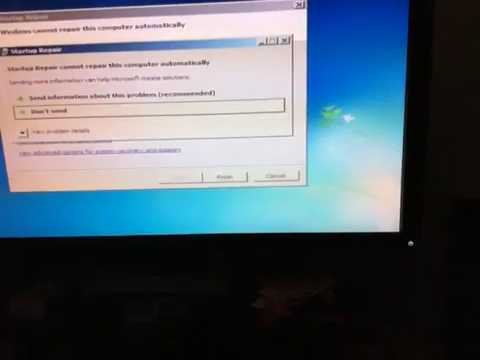 Startup Repair
Windows cannot repair this computer automatically
Startup Repair
Startup Repair cannot repair this computer automatically
Sending more information can help Microsoft create solutions.
Send information about this problem (recommended)
Don't send
View problem details
View advanced options for system recovery and support
Finish
Cancel